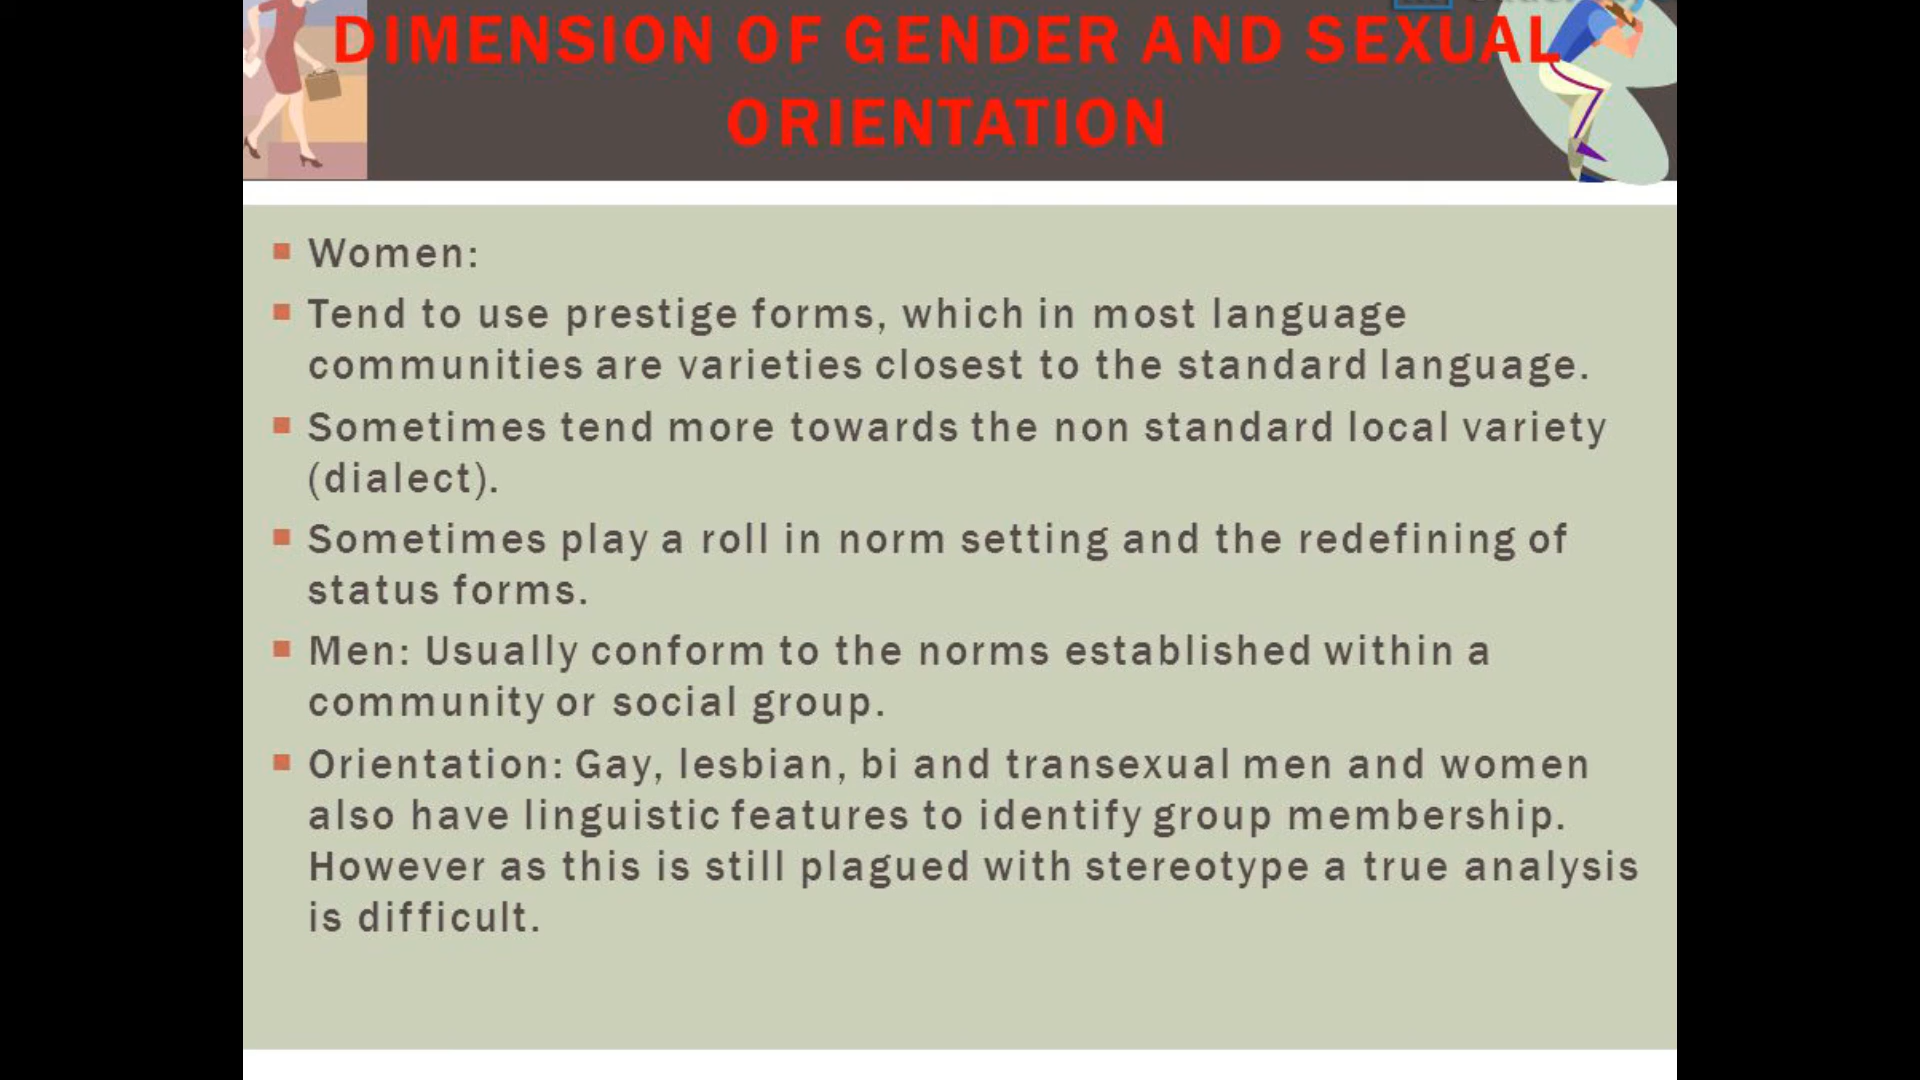 DIMENSION OF GENDER AND SEXUAL
ORIENTATION
Women:
Tend to use prestige forms, which in most language
communities are varieties closest to the standard language.
Sometimes tend more towards the non standard local variety
(dialect).
Sometimes play a roll in norm setting and the redefining of
status forms.
Men: Usually conform to the norms established within a
community or social group.
Orientation: Gay, lesbian, bi and transexual men and women
also have linguistic features to identify group membership.
However as this is still plagued with stereotype a true analysis
is difficult.